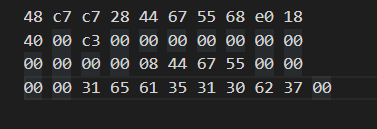 48 c7 c7 28 44 67 55 68 e0 18
40 00 c3 00 00 00 00 00 00 00
00 00 00 00 08 44 67 55 00 00
00 00 31 65 61 35 31 30 62 37 00